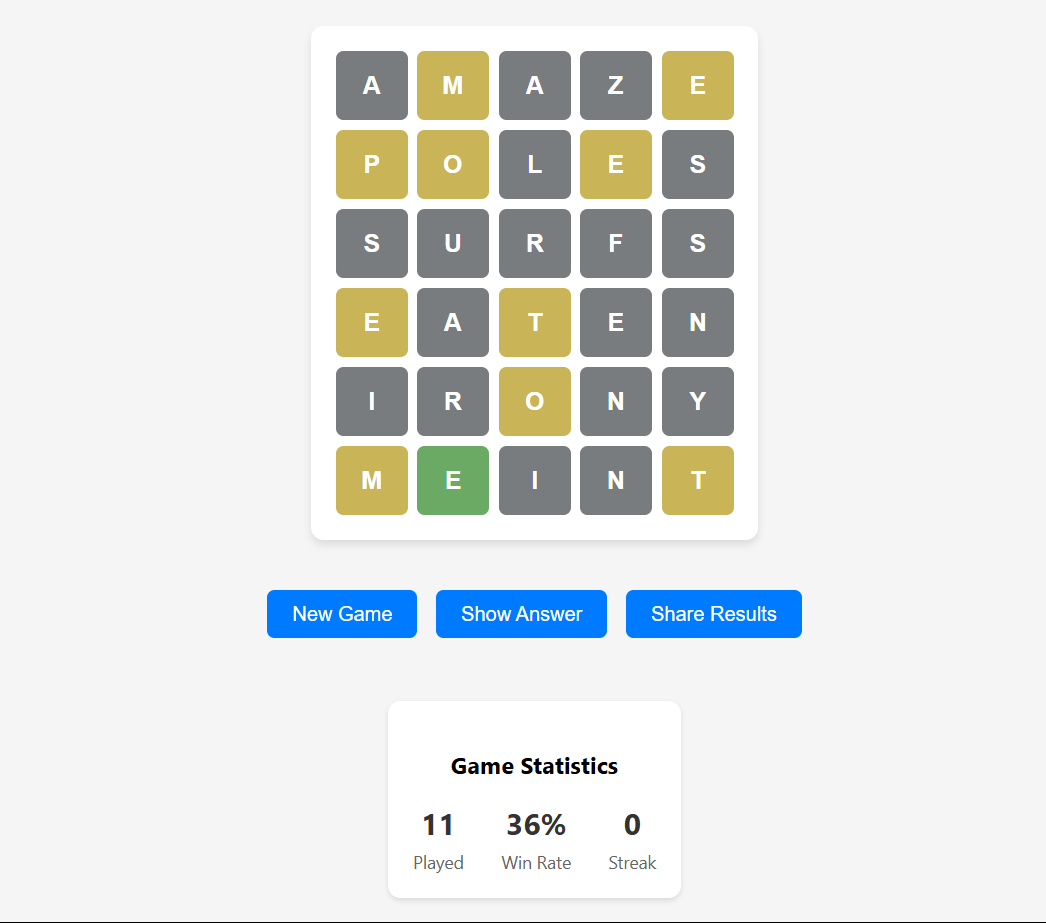 A M A Z E
P O L E S
S U R F S
E A T E N
I R O N Y
M E I N T
New Game Show Answer Share Results
Game Statistics
11 36% 0
Played Win Rate Streak